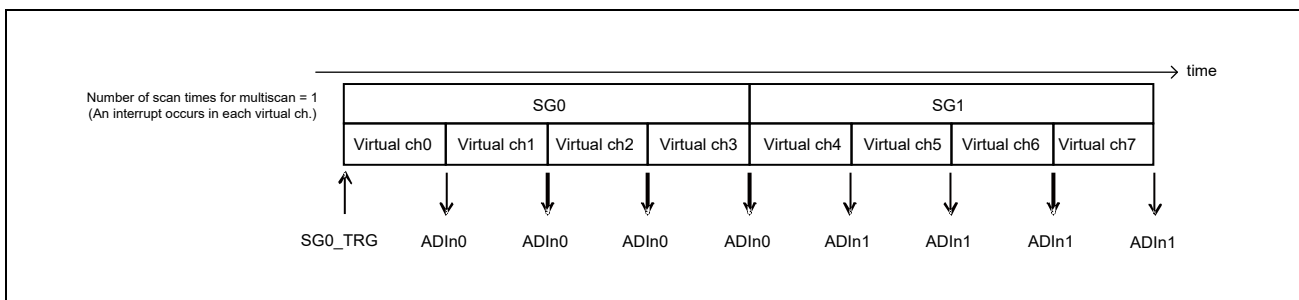 time
Number of scan times for multiscan = 1
(An interrupt occurs in each virtual ch.)
SG0 SG1
Virtual ch0 Virtual ch1 Virtual ch2 Virtual ch3 Virtual ch4 Virtual ch5 Virtual ch6 Virtual ch7
SG0_TRG ADIn0 ADIn0 ADIn0 ADIn0 ADIn1 ADIn1 ADIn1 ADIn1